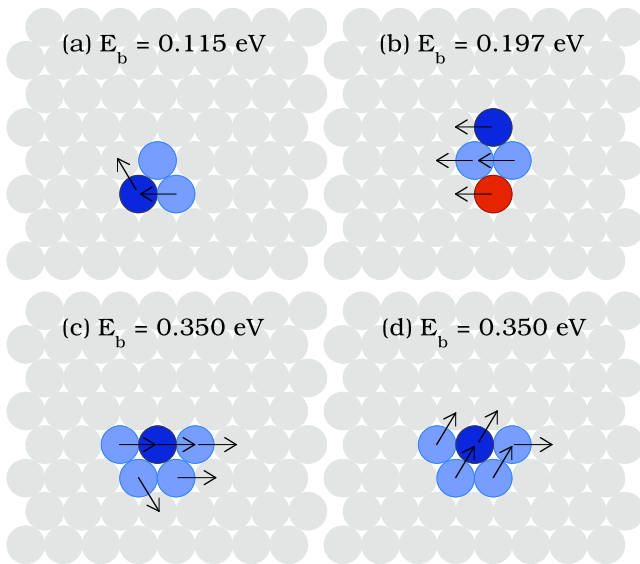 (a) E_b = 0.115 eV
(b) E_b = 0.197 eV
(c) E_b = 0.350 eV
(d) E_b = 0.350 eV